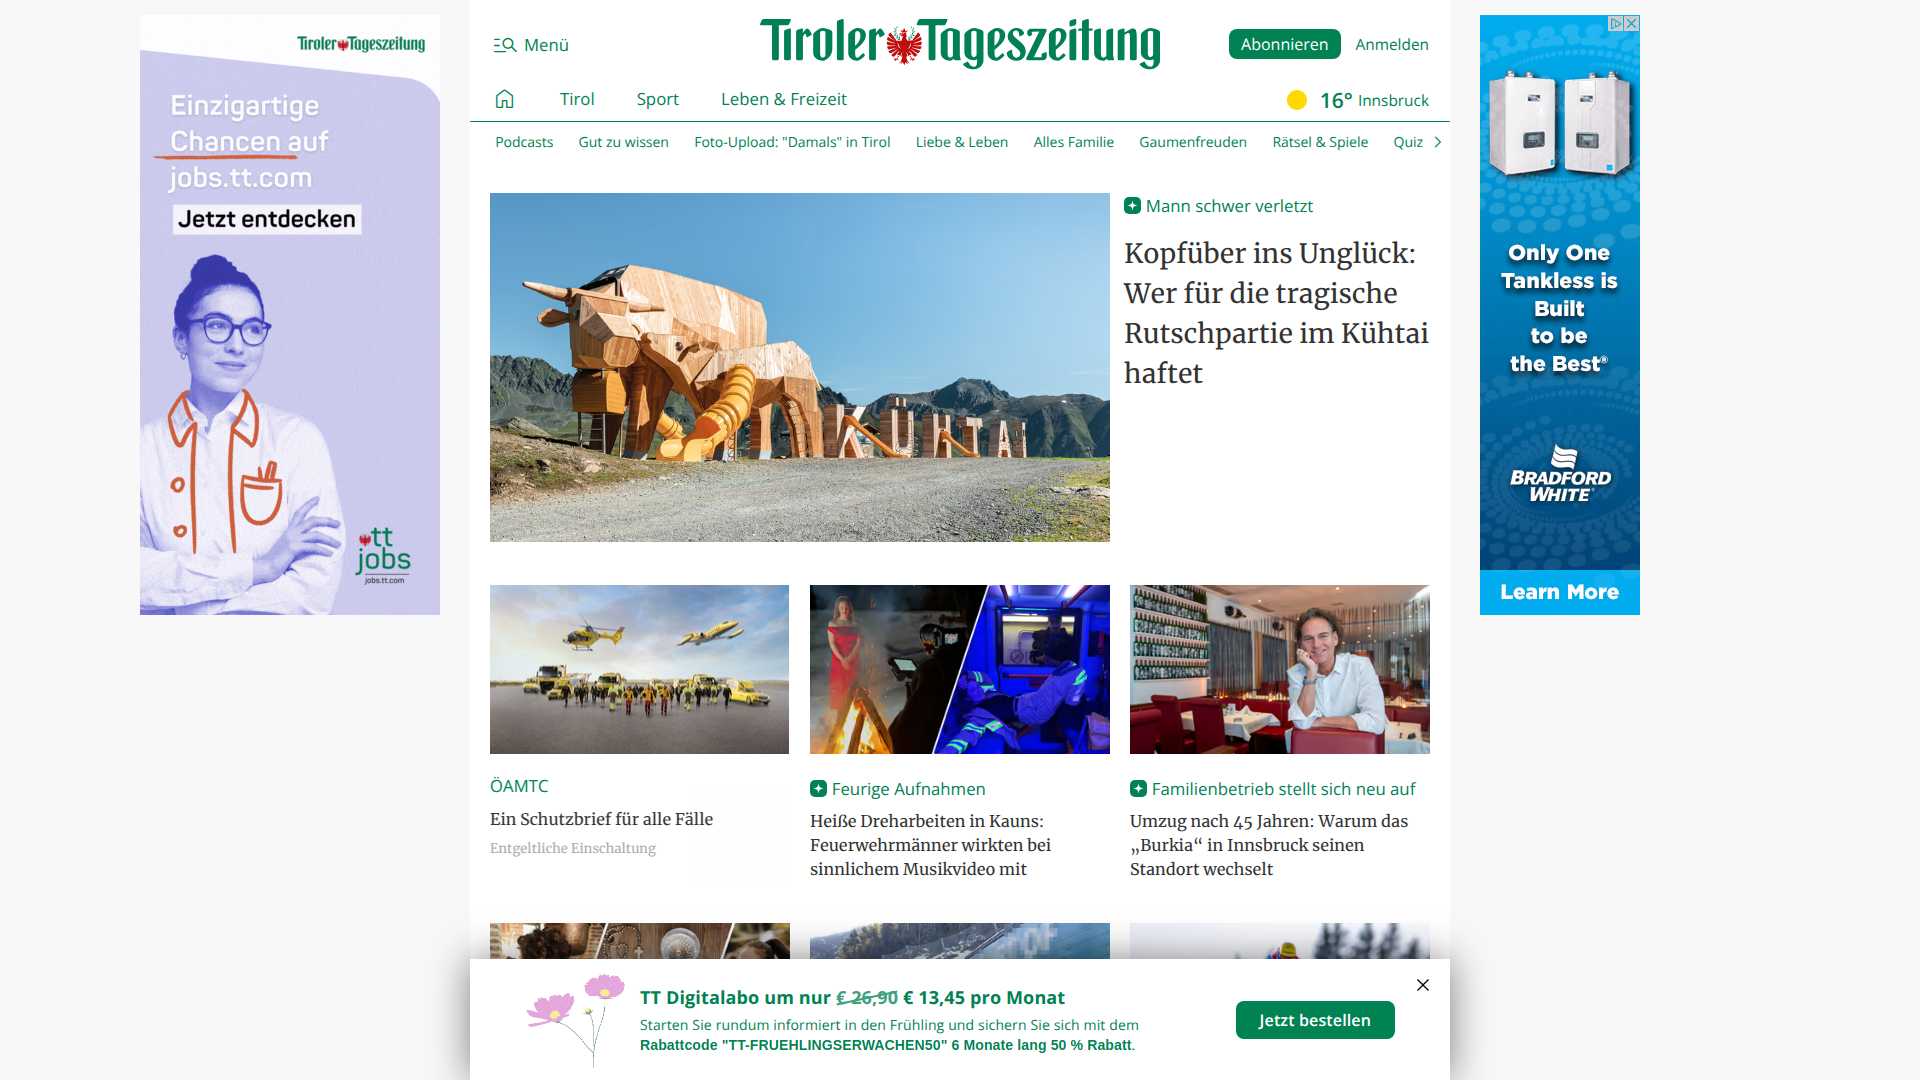 Tiroler Tageszeitung
Einzigartige
Chancen auf
jobs.tt.com
Jetzt entdecken
tt
jobs
jobs.tt.com
Menü
Tiroler Tageszeitung
Abonnieren
Anmelden
Tirol
Sport
Leben & Freizeit
16° Innsbruck
Podcasts
Gut zu wissen
Foto-Upload: "Damals" in Tirol
Liebe & Leben
Alles Familie
Gaumenfreuden
Rätsel & Spiele
Quiz
KÜHTAI
Mann schwer verletzt
Kopfüber ins Unglück:
Wer für die tragische
Rutschpartie im Kühtai
haftet
ÖAMTC
Ein Schutzbrief für alle Fälle
Entgeltliche Einschaltung
Feurige Aufnahmen
Heiße Dreharbeiten in Kauns:
Feuerwehrmänner wirkten bei
sinnlichem Musikvideo mit
Familienbetrieb stellt sich neu auf
Umzug nach 45 Jahren: Warum das
„Burkia“ in Innsbruck seinen
Standort wechselt
TT Digitalabo um nur € 26,90 € 13,45 pro Monat
Starten Sie rundum informiert in den Frühling und sichern Sie sich mit dem
Rabattcode "TT-FRUEHLINGSERWACHEN50" 6 Monate lang 50 % Rabatt.
Jetzt bestellen
Only One
Tankless is
Built
to be
the Best®
BRADFORD
WHITE
Learn More